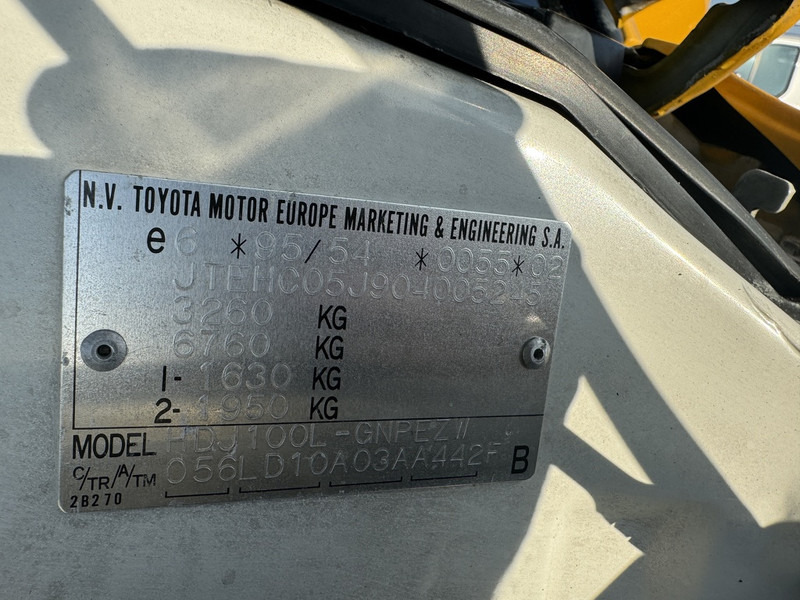 N.V. TOYOTA MOTOR EUROPE MARKETING & ENGINEERING S.A.
e6 *95/54 *0055*02
JTEHC05J904005245
3260 KG
6760 KG
1- 1630 KG
2- 1950 KG
MODEL HDJ100L-GNPEZ
C/TR/A/TM 056LD10A03AA442F B
2B270